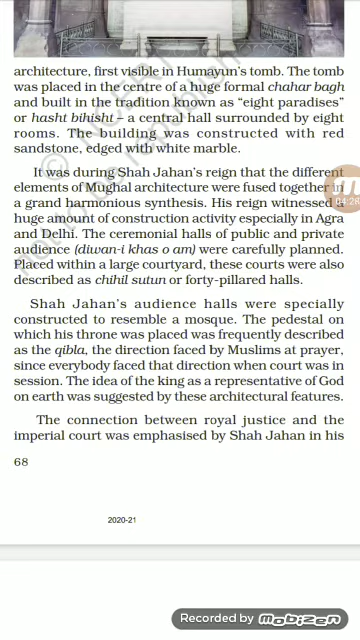 architecture, first visible in Humayun's tomb. The tomb
was placed in the centre of a huge formal chahar bagh
and built in the tradition known as "eight paradises"
or hasht bihisht – a central hall surrounded by eight
rooms. The building was constructed with red
sandstone, edged with white marble.
It was during Shah Jahan's reign that the different
elements of Mughal architecture were fused together in
a grand harmonious synthesis. His reign witnessed a
huge amount of construction activity especially in Agra
and Delhi. The ceremonial halls of public and private
audience (diwan-i khas o am) were carefully planned.
Placed within a large courtyard, these courts were also
described as chihil sutun or forty-pillared halls.
Shah Jahan's audience halls were specially
constructed to resemble a mosque. The pedestal on
which his throne was placed was frequently described
as the qibla, the direction faced by Muslims at prayer,
since everybody faced that direction when court was in
session. The idea of the king as a representative of God
on earth was suggested by these architectural features.
The connection between royal justice and the
imperial court was emphasised by Shah Jahan in his
68
2020-21
Recorded by MOBIZEN